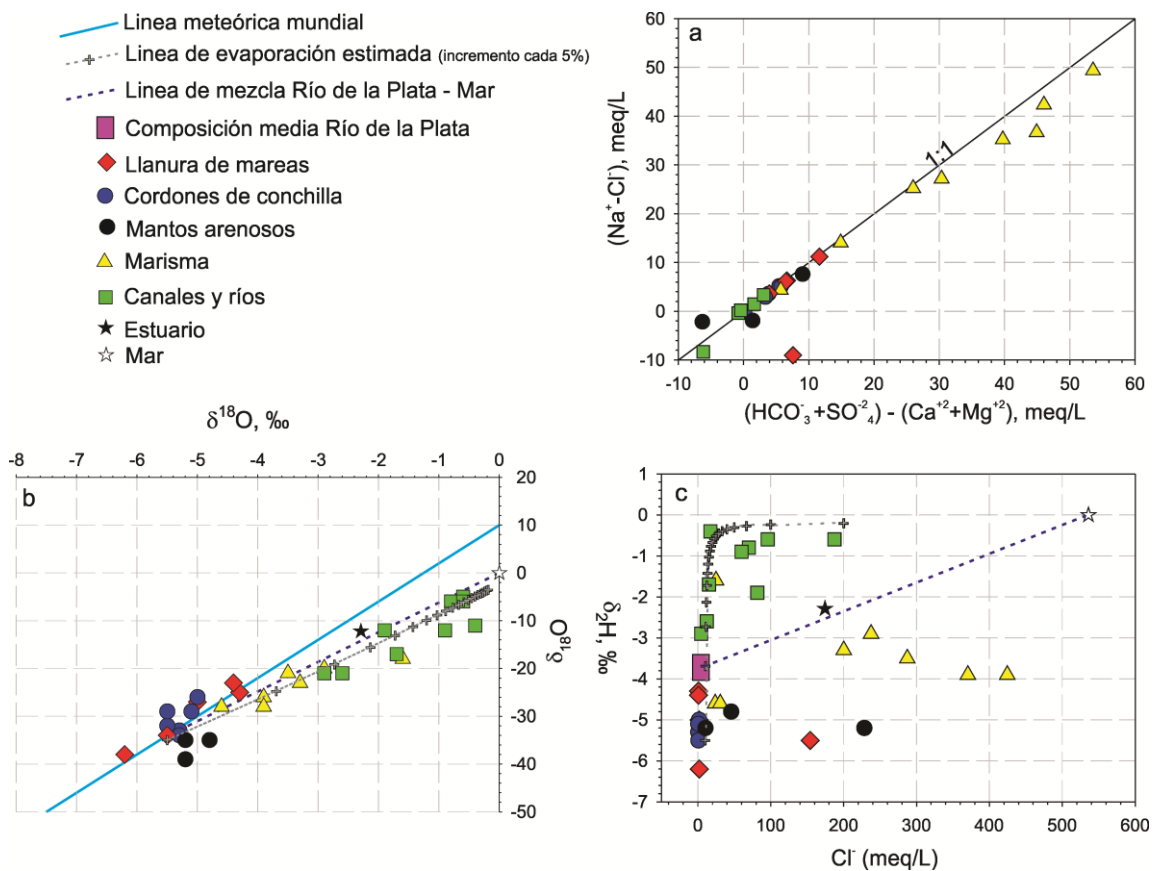 Linea meteórica mundial
Linea de evaporación estimada (incremento cada 5%)
Linea de mezcla Río de la Plata - Mar
Composición media Río de la Plata
Llanura de mareas
Cordones de conchilla
Mantos arenosos
Marisma
Canales y ríos
Estuario
Mar
a
1:1
(Na⁺-Cl⁻), meq/L
60
50
40
30
20
10
0
-10
-10 0 10 20 30 40 50 60
(HCO₃⁻+SO₄⁻²) - (Ca⁺²+Mg⁺²), meq/L
δ¹⁸O, ‰
-8 -7 -6 -5 -4 -3 -2 -1 0
b
20
10
0
-10
-20
-30
-40
-50
δ₁₈O
c
1
0
-1
-2
-3
-4
-5
-6
-7
δ₂H, ‰
0 100 200 300 400 500 600
Cl⁻ (meq/L)